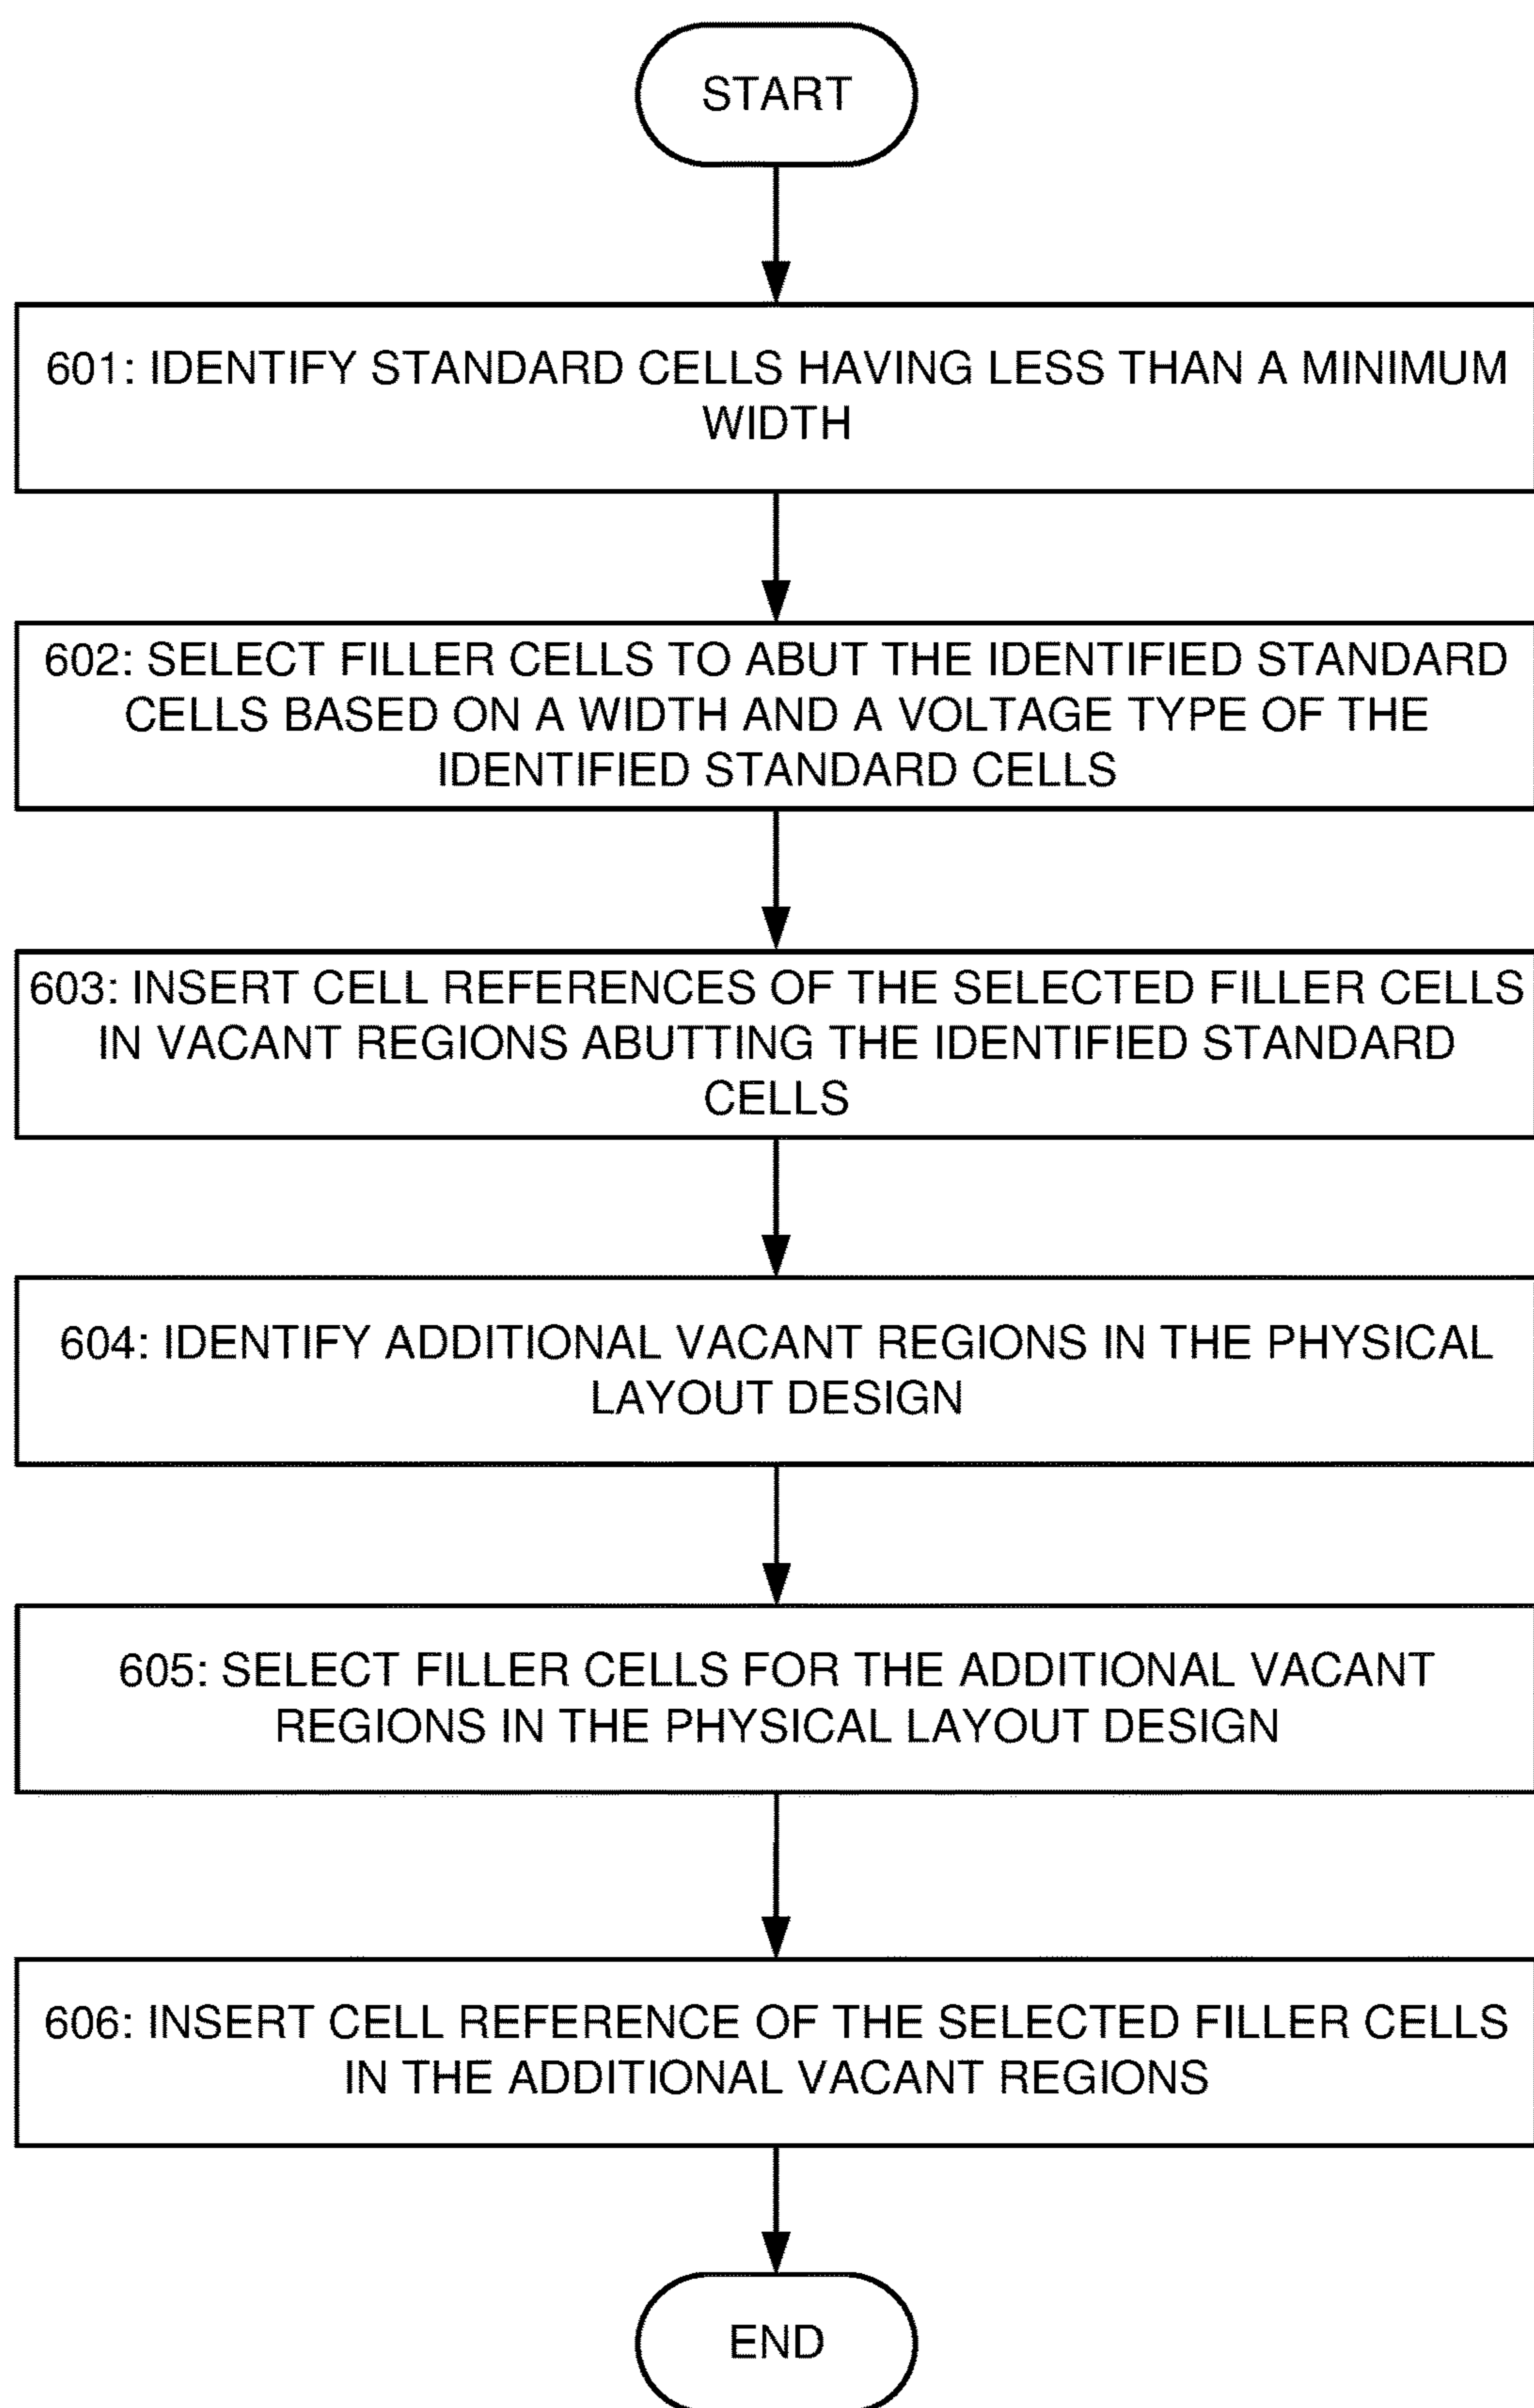 START
601: IDENTIFY STANDARD CELLS HAVING LESS THAN A MINIMUM
WIDTH
602: SELECT FILLER CELLS TO ABUT THE IDENTIFIED STANDARD
CELLS BASED ON A WIDTH AND A VOLTAGE TYPE OF THE
IDENTIFIED STANDARD CELLS
603: INSERT CELL REFERENCES OF THE SELECTED FILLER CELLS
IN VACANT REGIONS ABUTTING THE IDENTIFIED STANDARD
CELLS
604: IDENTIFY ADDITIONAL VACANT REGIONS IN THE PHYSICAL
LAYOUT DESIGN
605: SELECT FILLER CELLS FOR THE ADDITIONAL VACANT
REGIONS IN THE PHYSICAL LAYOUT DESIGN
606: INSERT CELL REFERENCE OF THE SELECTED FILLER CELLS
IN THE ADDITIONAL VACANT REGIONS
END